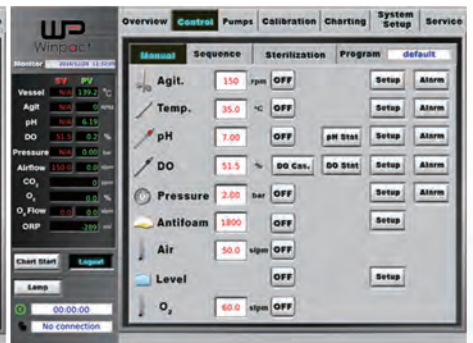 WP
Winpact
Monitor
SV PV
Vessel N/A 139.2 °C
Agit N/A 0 RPM
pH N/A 6.19
DO 51.5 0.2 %
Pressure N/A 0.00 bar
Airflow 150.0 0.0
CO₂ 0
O₂ 0.0 %
O₂ Flow 0.0 0.0
ORP -209 mV
Chart Start Logout
Lamp
00:00:00
No connection
Overview Control Pumps Calibration Charting System Setup Service
Manual Sequence Sterilization Program default
Agit. 150 rpm OFF Setup Alarm
Temp. 35.0 °C OFF Setup Alarm
pH 7.00 OFF pH Stat Setup Alarm
DO 51.5 % DO Cas. DO Stat Setup Alarm
Pressure 2.00 bar OFF Setup Alarm
Antifoam 1800 OFF Setup
Air 50.0 slpm OFF
Level OFF Setup
O₂ 60.0 slpm OFF